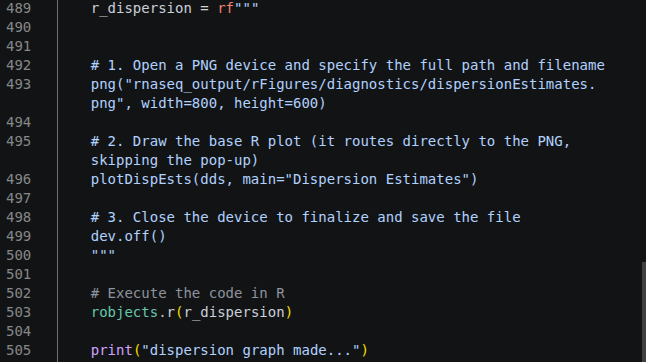 489 r_dispersion = rf"""
490
491
492 # 1. Open a PNG device and specify the full path and filename
493 png("rnaseq_output/rFigures/diagnostics/dispersionEstimates.
png", width=800, height=600)
494
495 # 2. Draw the base R plot (it routes directly to the PNG,
skipping the pop-up)
496 plotDispEsts(dds, main="Dispersion Estimates")
497
498 # 3. Close the device to finalize and save the file
499 dev.off()
500 """
501
502 # Execute the code in R
503 robjects.r(r_dispersion)
504
505 print("dispersion graph made...")